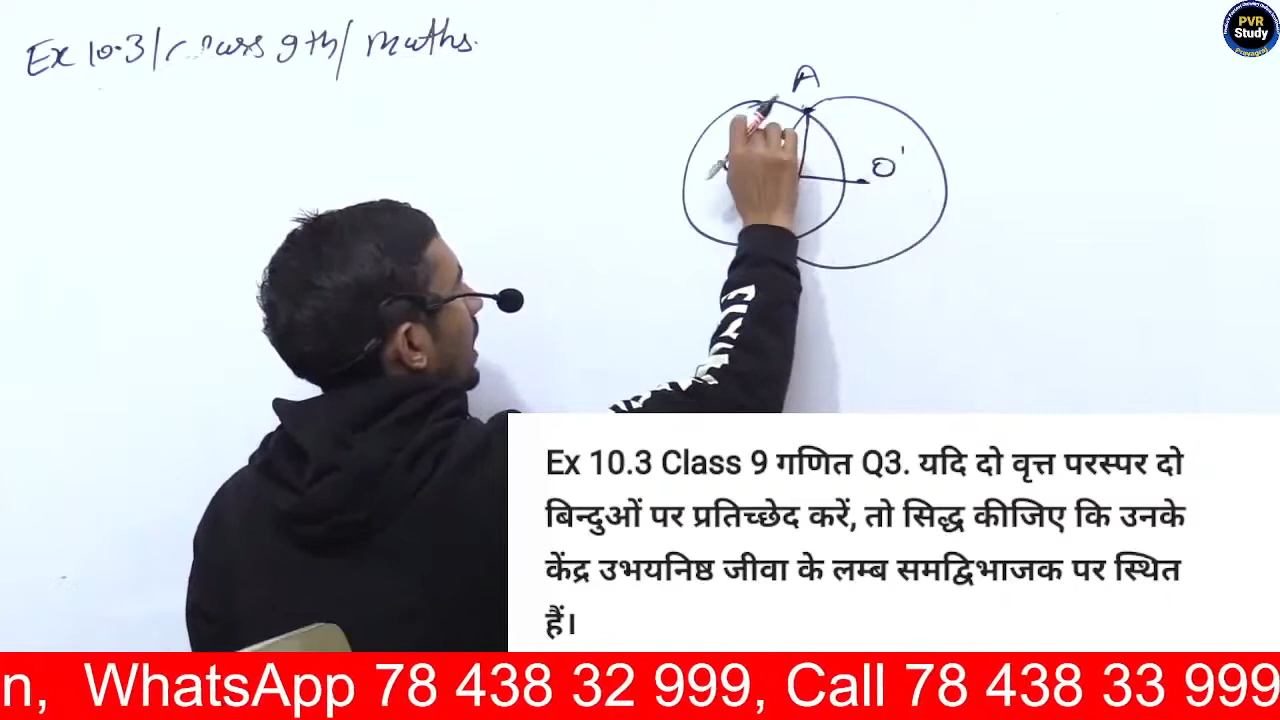 Ex 10.3/ class 9th/ maths.
PVR
Study
Prayagraj
A
O'
Ex 10.3 Class 9 गणित Q3. यदि दो वृत्त परस्पर दो
बिन्दुओं पर प्रतिच्छेद करें, तो सिद्ध कीजिए कि उनके
केंद्र उभयनिष्ठ जीवा के लम्ब समद्विभाजक पर स्थित
हैं।
n, WhatsApp 78 438 32 999, Call 78 438 33 999